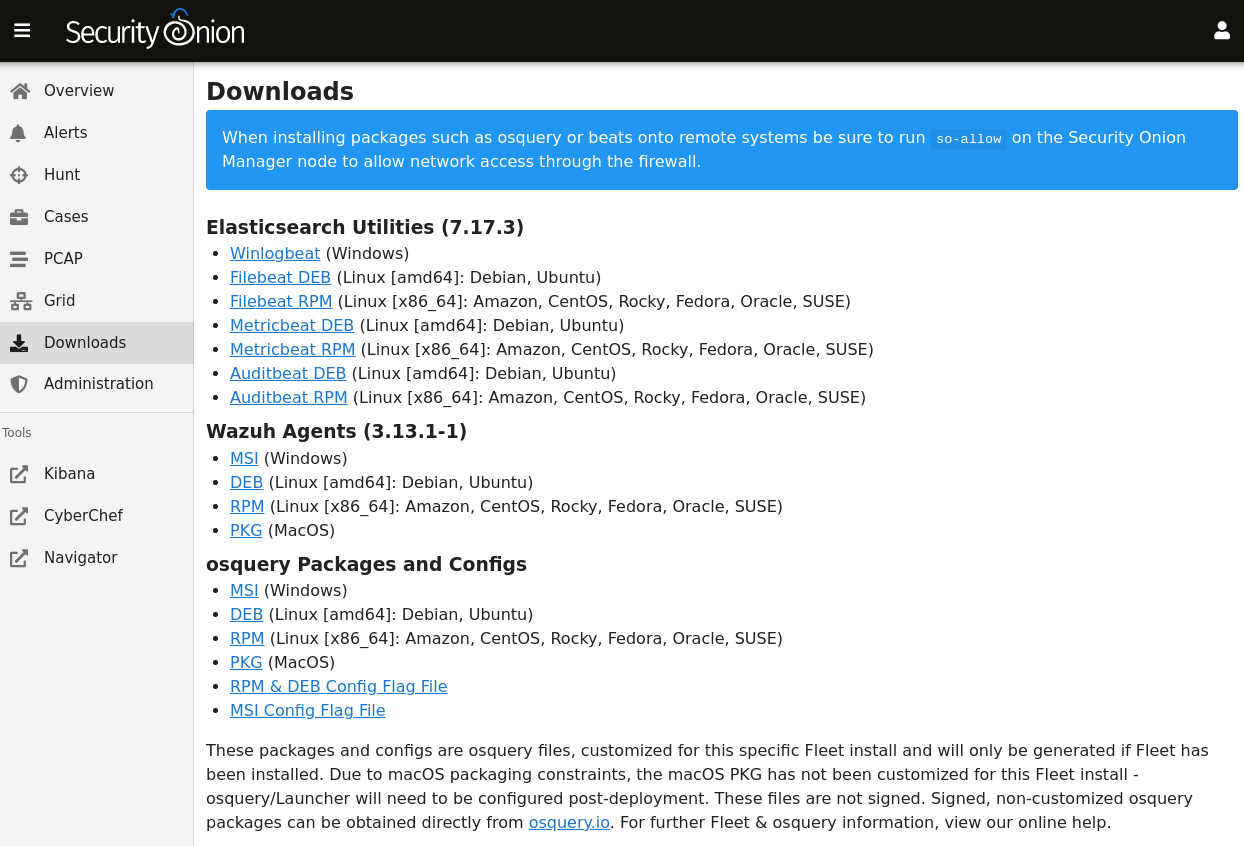 Security Onion
Overview
Alerts
Hunt
Cases
PCAP
Grid
Downloads
Administration
Tools
Kibana
CyberChef
Navigator
Downloads
When installing packages such as osquery or beats onto remote systems be sure to run so-allow on the Security Onion
Manager node to allow network access through the firewall.
Elasticsearch Utilities (7.17.3)
• Winlogbeat (Windows)
• Filebeat DEB (Linux [amd64]: Debian, Ubuntu)
• Filebeat RPM (Linux [x86_64]: Amazon, CentOS, Rocky, Fedora, Oracle, SUSE)
• Metricbeat DEB (Linux [amd64]: Debian, Ubuntu)
• Metricbeat RPM (Linux [x86_64]: Amazon, CentOS, Rocky, Fedora, Oracle, SUSE)
• Auditbeat DEB (Linux [amd64]: Debian, Ubuntu)
• Auditbeat RPM (Linux [x86_64]: Amazon, CentOS, Rocky, Fedora, Oracle, SUSE)
Wazuh Agents (3.13.1-1)
• MSI (Windows)
• DEB (Linux [amd64]: Debian, Ubuntu)
• RPM (Linux [x86_64]: Amazon, CentOS, Rocky, Fedora, Oracle, SUSE)
• PKG (MacOS)
osquery Packages and Configs
• MSI (Windows)
• DEB (Linux [amd64]: Debian, Ubuntu)
• RPM (Linux [x86_64]: Amazon, CentOS, Rocky, Fedora, Oracle, SUSE)
• PKG (MacOS)
• RPM & DEB Config Flag File
• MSI Config Flag File
These packages and configs are osquery files, customized for this specific Fleet install and will only be generated if Fleet has
been installed. Due to macOS packaging constraints, the macOS PKG has not been customized for this Fleet install -
osquery/Launcher will need to be configured post-deployment. These files are not signed. Signed, non-customized osquery
packages can be obtained directly from osquery.io. For further Fleet & osquery information, view our online help.